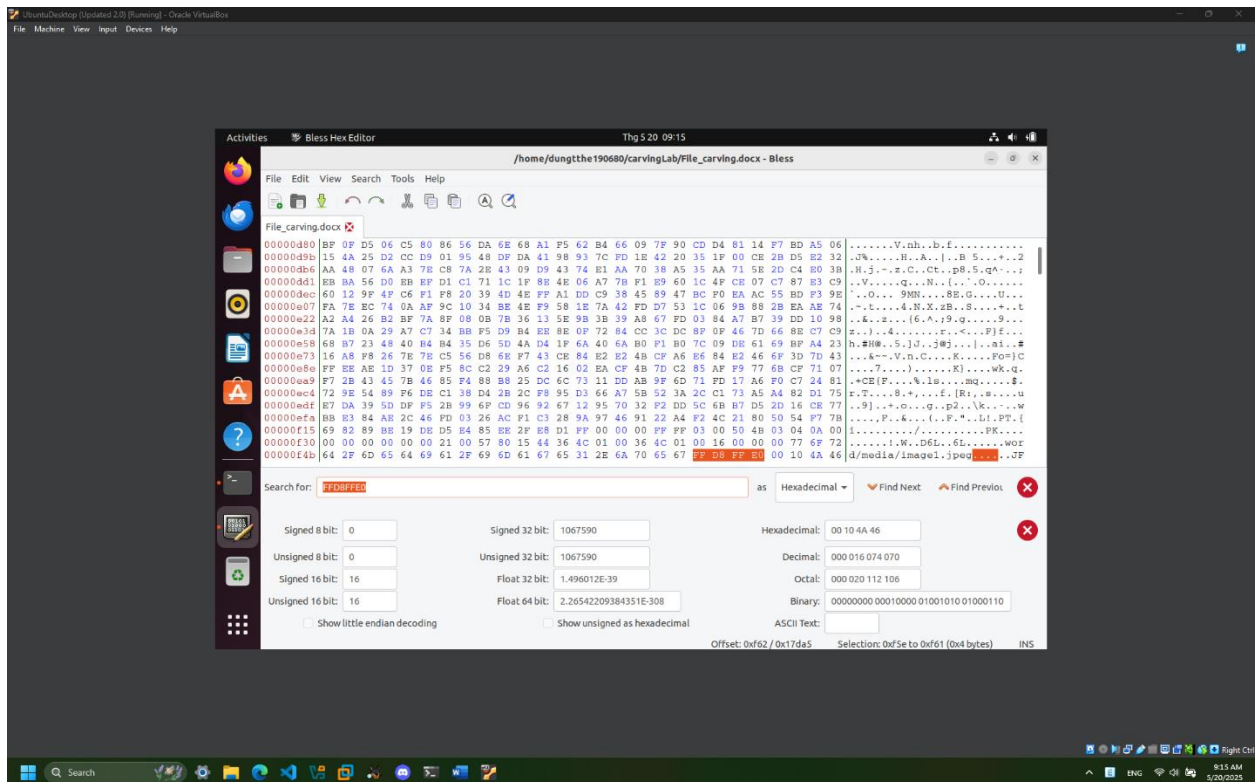 UbuntuDesktop (Updated 2.0) [Running] - Oracle VirtualBox
File Machine View Input Devices Help
Activities Bless Hex Editor Thg 5 20 09:15
/home/dungtthe190680/carvingLab/File_carving.docx - Bless
File Edit View Search Tools Help
File_carving.docx
00000d80 BF 0F D5 06 C5 80 86 56 DA 6E 68 A1 F5 62 B4 66 09 7F 90 CD D4 81 14 F7 BD A5 06
00000d9b 15 4A 25 D2 CC D9 01 95 48 DF DA 41 98 93 7C FD 1E 42 20 35 1F 00 CE 2B D5 E2 32
00000db6 AA 48 07 6A A3 7E C8 7A 2E 43 09 D9 43 74 E1 AA 70 38 A5 35 AA 71 5E 2D C4 E0 3B
00000dd1 EB BA 56 D0 EB EF D1 C1 71 1C 1F 8E 4E 06 A7 7B F1 E9 60 1C 4F CE 07 C7 87 E3 C9
00000dec 60 12 9F 4F C6 F1 F8 20 39 4D 4E FF A1 DD C9 38 45 89 47 BC F0 EA AC 55 BD F3 9E
00000e07 FA 7E EC 74 0A AF 9C 10 34 BE 4E F9 58 1E 7A 42 FD D7 53 1C 06 9B 88 2B EA AE 74
00000e22 A2 A4 26 B2 BF 7A 8F 08 0B 7B 36 13 5E 9B 3B 39 A8 67 FD 03 84 A7 B7 39 DD 10 98
00000e3d 7A 1B 0A 29 A7 C7 34 BB F5 D9 B4 EE 8E 0F 72 84 CC 3C DC 8F 0F 46 7D 66 8E C7 C9
00000e58 68 B7 23 48 40 B4 B4 35 D6 5D 4A D4 1F 6A 40 6A B0 F1 B0 7C 09 DE 61 69 BF A4 23
00000e73 16 A8 F8 26 7E 7E C5 56 D8 6E F7 43 CE 84 E2 E2 4B CF A6 E6 84 E2 46 6F 3D 7D 43
00000e8e FF EE AE 1D 37 0E F5 8C C2 29 A6 C2 16 02 EA CF 4B 7D C2 85 AF F9 77 6B CF 71 07
00000ea9 F7 2B 43 45 7B 46 85 F4 88 B8 25 DC 6C 73 11 DD AB 9F 6D 71 FD 17 A6 F0 C7 24 81
00000ec4 72 9E 54 89 F6 DE C1 38 D4 2B 2C F8 95 D3 66 A7 5B 52 3A 2C C1 73 A5 A4 82 D1 75
00000edf E7 DA 39 5D DF F5 2B 99 6F CD 96 92 67 12 95 70 32 F2 DD 5C 6B B7 D5 2D 16 CE 77
00000efa BB E3 84 AE 2C 46 FD 03 26 AC F1 C3 28 9A 97 46 91 22 A4 F2 4C 21 80 50 54 F7 7B
00000f15 69 82 89 BE 19 DE D5 E4 85 EE 2F E8 D1 FF 00 00 00 FF FF 03 00 50 4B 03 04 0A 00
00000f30 00 00 00 00 00 21 00 57 80 15 44 36 4C 01 00 36 4C 01 00 16 00 00 00 77 6F 72
00000f4b 64 2F 6D 65 64 69 61 2F 69 6D 61 67 65 31 2E 6A 70 65 67 FF D8 FF E0 00 10 4A 46 d/media/image1.jpeg.....JF
Search for: FFD8FFE0 as Hexadecimal Find Next Find Previou
Signed 8 bit: 0 Signed 32 bit: 1067590 Hexadecimal: 00 10 4A 46
Unsigned 8 bit: 0 Unsigned 32 bit: 1067590 Decimal: 000 016 074 070
Signed 16 bit: 16 Float 32 bit: 1.496012E-39 Octal: 000 020 112 106
Unsigned 16 bit: 16 Float 64 bit: 2.26542209384351E-308 Binary: 00000000 00010000 01001010 01000110
Show little endian decoding Show unsigned as hexadecimal ASCII Text:
Offset: 0xf62 / 0x17da5 Selection: 0xf5e to 0xf61 (0x4 bytes) INS
Right Ctrl
Search ENG 9:15 AM
5/20/2025